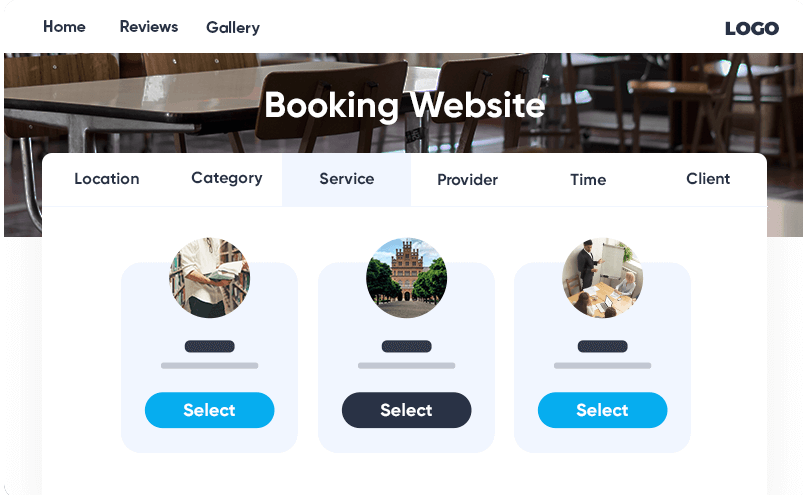 Home Reviews Gallery LOGO
Booking Website
Location Category Service Provider Time Client
Select Select Select